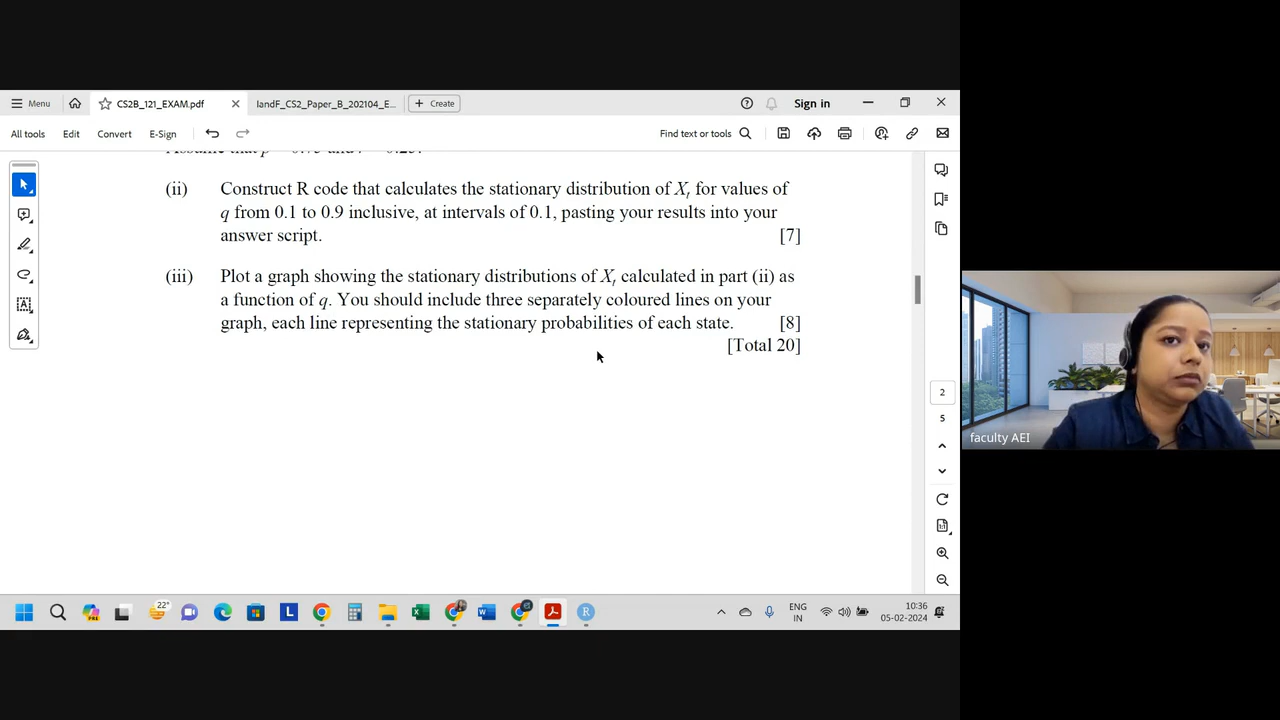 Menu
CS2B_121_EXAM.pdf
IandF_CS2_Paper_B_202104_E...
Create
Sign in
All tools
Edit
Convert
E-Sign
Find text or tools
(ii) Construct R code that calculates the stationary distribution of Xt for values of
q from 0.1 to 0.9 inclusive, at intervals of 0.1, pasting your results into your
answer script. [7]
(iii) Plot a graph showing the stationary distributions of Xt calculated in part (ii) as
a function of q. You should include three separately coloured lines on your
graph, each line representing the stationary probabilities of each state. [8]
[Total 20]
2
5
faculty AEI
22°
ENG
IN
10:36
05-02-2024